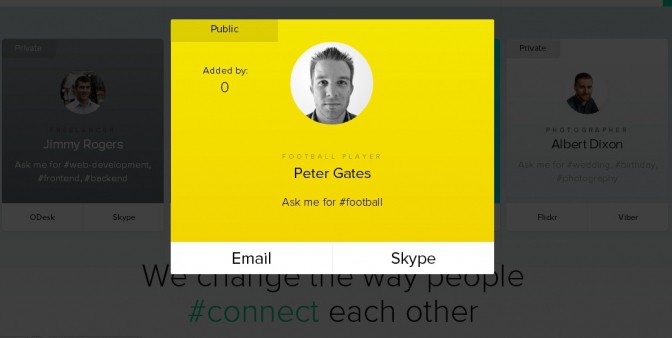 Private
FREELANCER
Jimmy Rogers
Ask me for #web-development,
#frontend, #backend
ODesk
Skype
Public
Added by:
0
FOOTBALL PLAYER
Peter Gates
Ask me for #football
Email
Skype
Private
PHOTOGRAPHER
Albert Dixon
Ask me for #wedding, #birthday,
#photography
Flickr
Viber
We change the way people
#connect each other